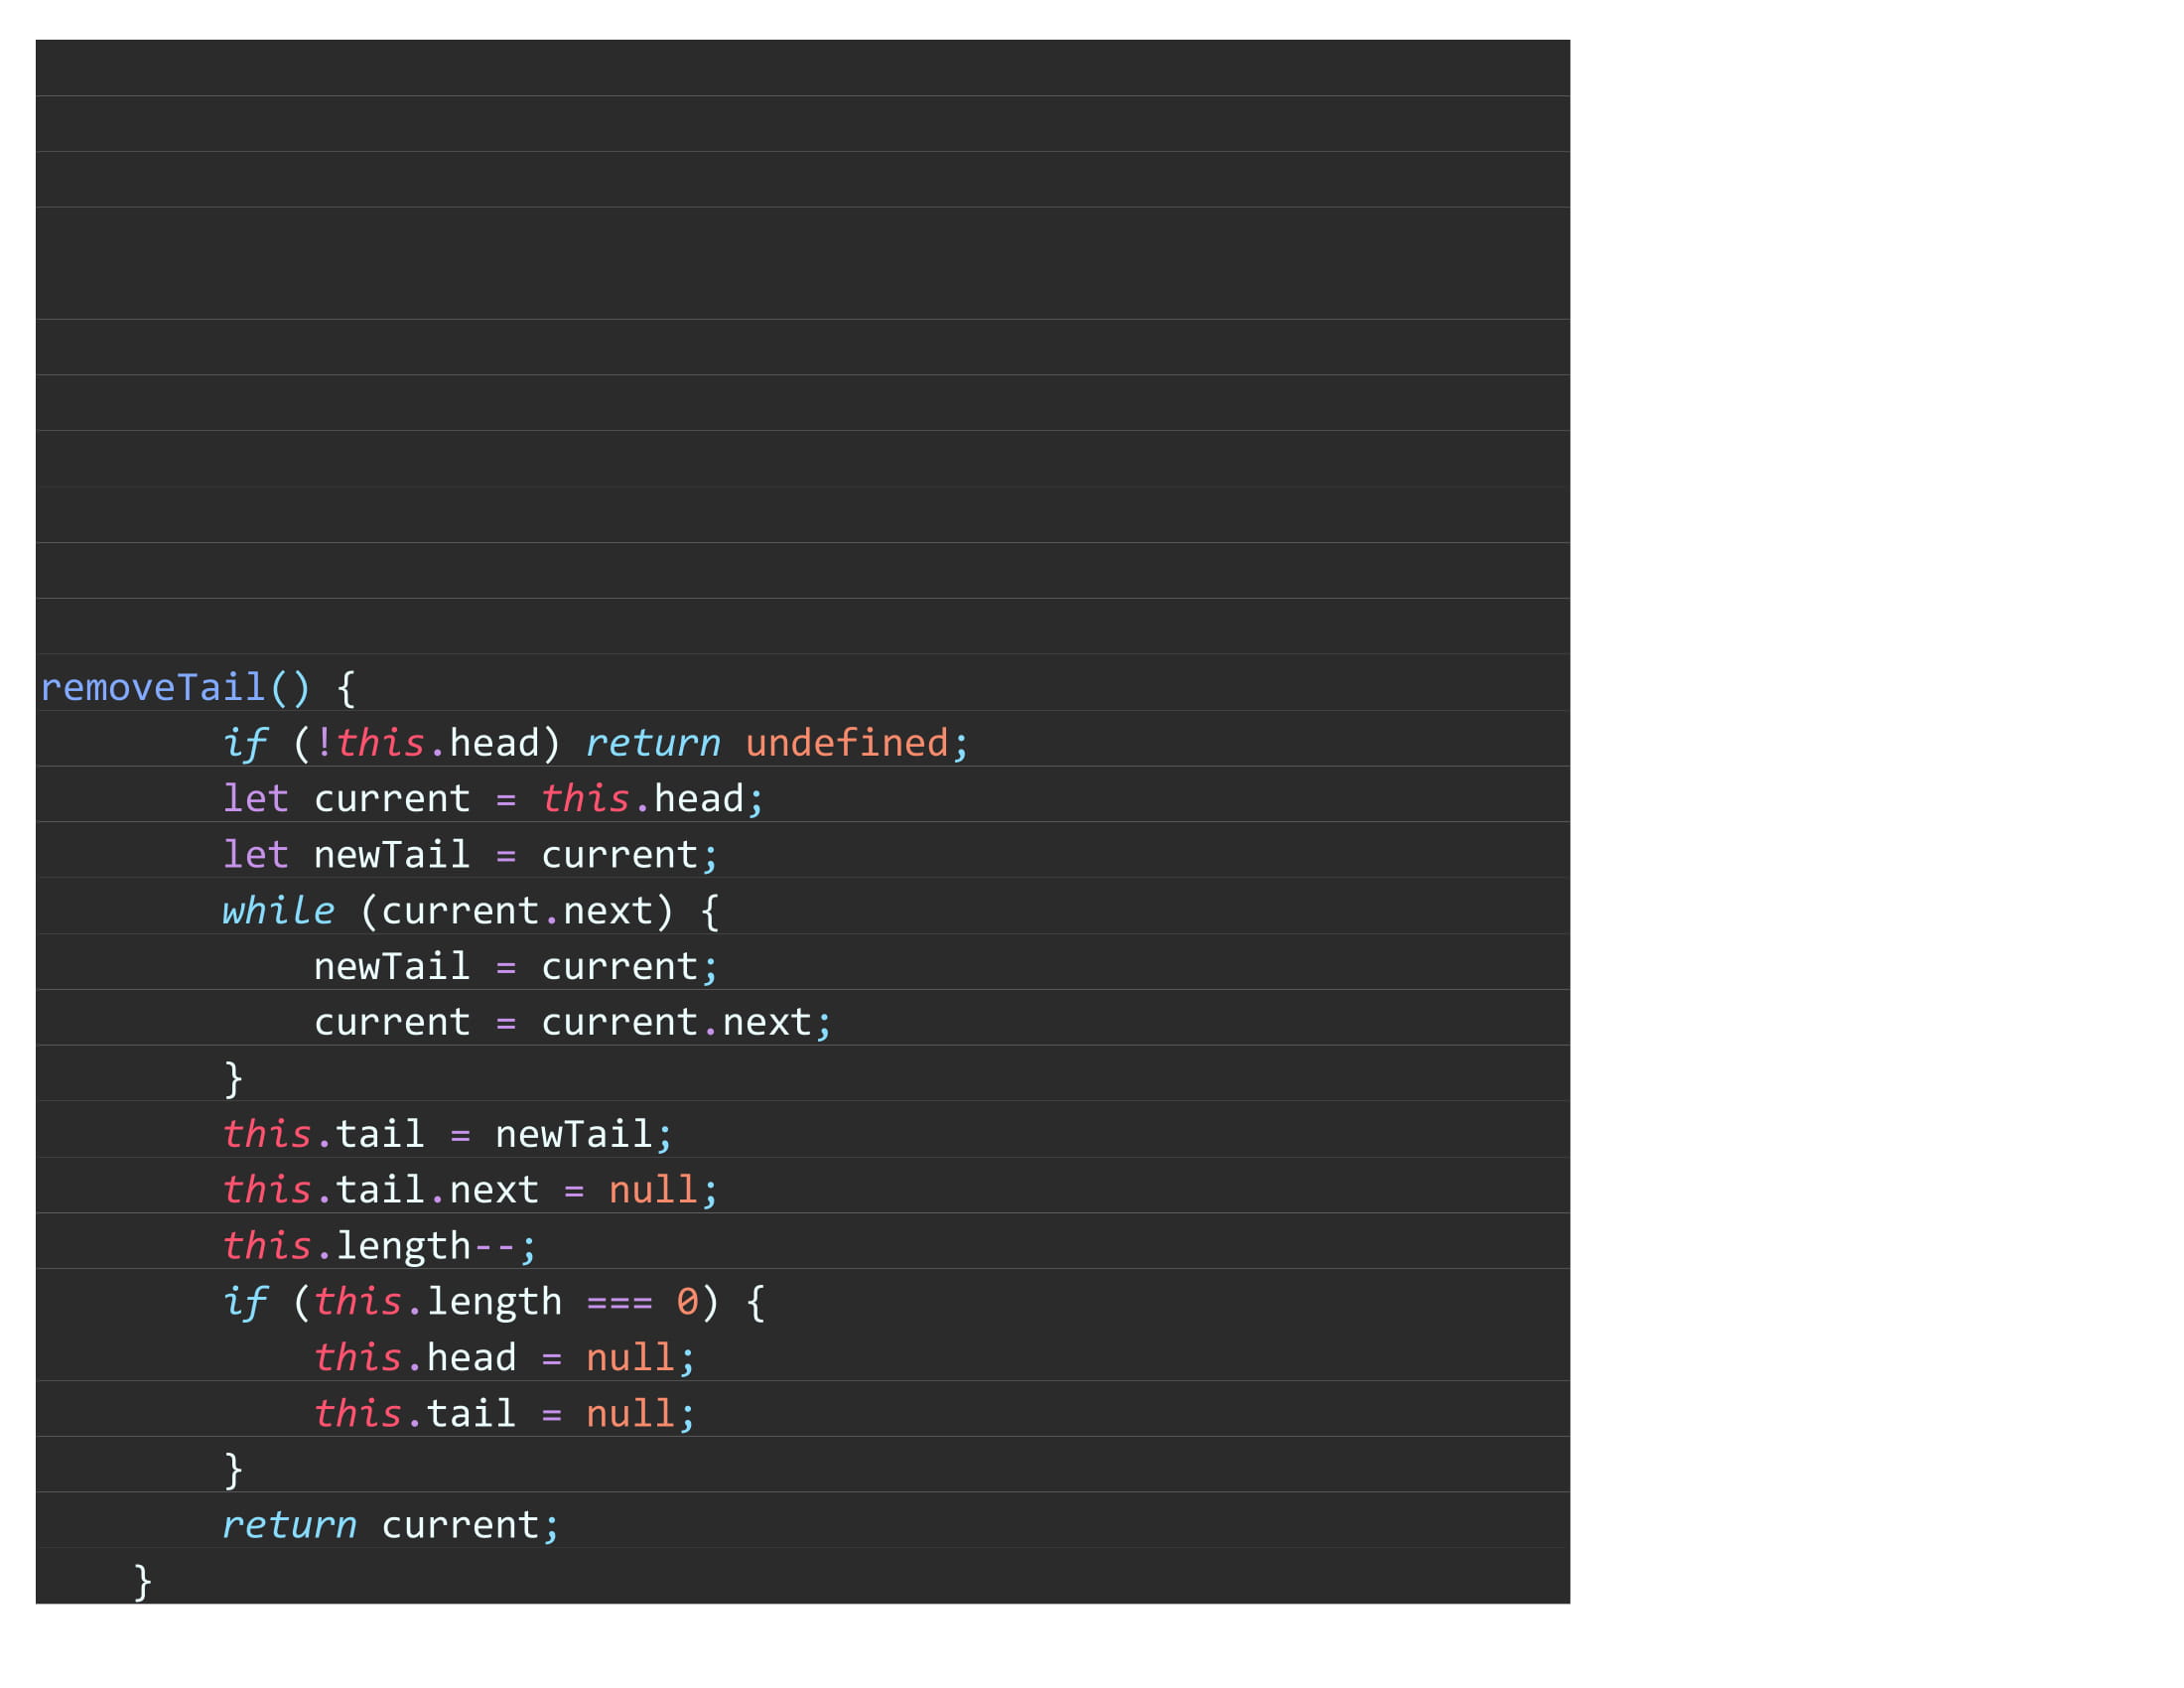 removeTail() {
        if (!this.head) return undefined;
        let current = this.head;
        let newTail = current;
        while (current.next) {
            newTail = current;
            current = current.next;
        }
        this.tail = newTail;
        this.tail.next = null;
        this.length--;
        if (this.length === 0) {
            this.head = null;
            this.tail = null;
        }
        return current;
    }